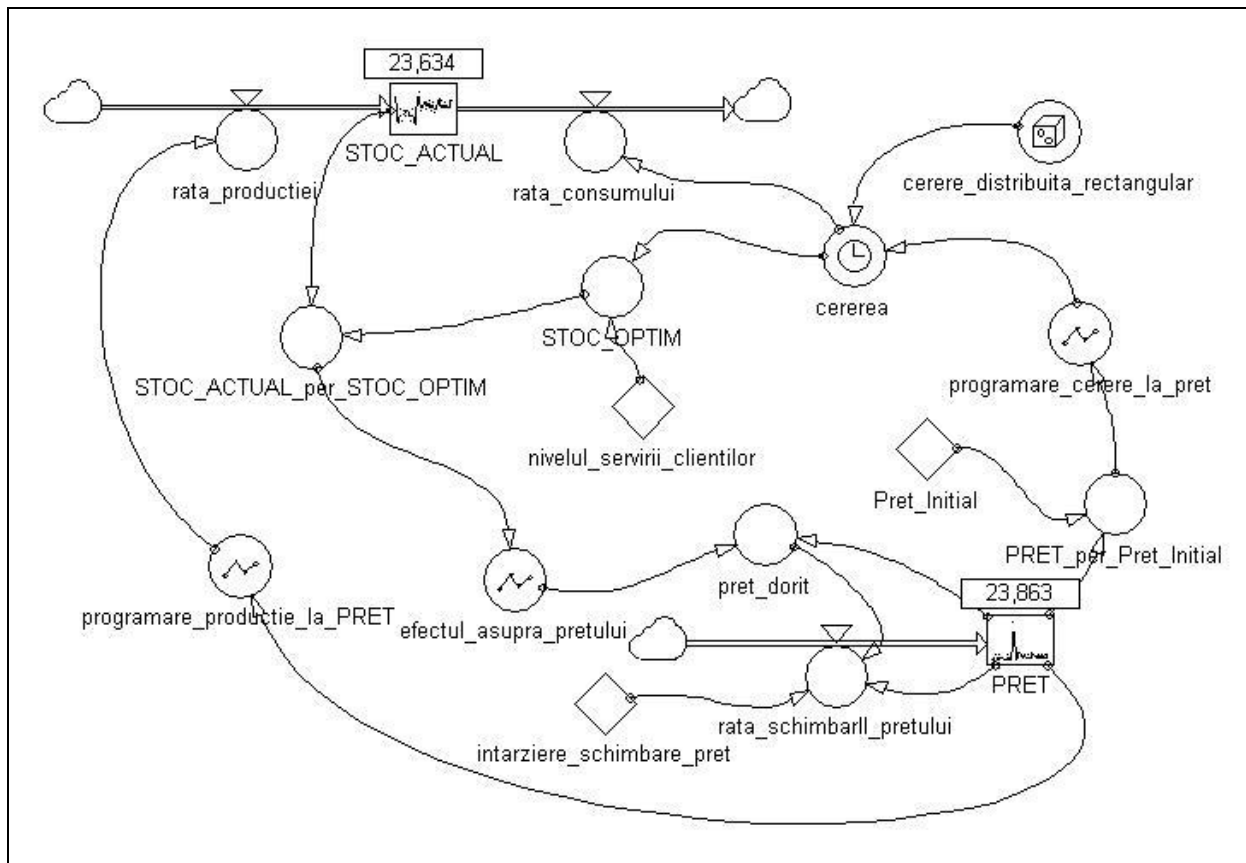 23,634
STOC_ACTUAL
rata_productiei
rata_consumului
cerere_distribuita_rectangular
cererea
STOC_OPTIM
STOC_ACTUAL_per_STOC_OPTIM
programare_cerere_la_pret
nivelul_servirii_clientilor
Pret_Initial
PRET_per_Pret_Initial
23,863
pret_dorit
programare_productie_la_PRET
efectul_asupra_pretului
PRET
rata_schimbarII_pretului
intarziere_schimbare_pret